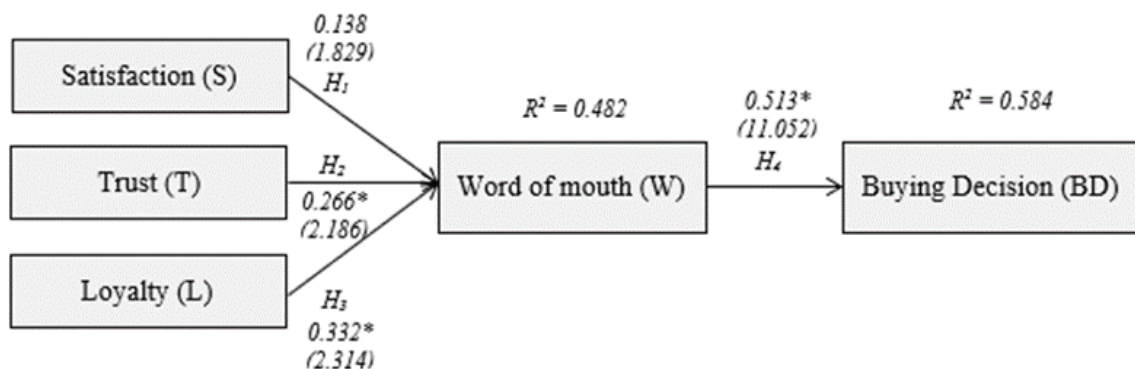 Satisfaction (S)
0.138
(1.829)
H₁
Trust (T)
H₂
0.266*
(2.186)
Loyalty (L)
H₃
0.332*
(2.314)
R² = 0.482
Word of mouth (W)
0.513*
(11.052)
H₄
R² = 0.584
Buying Decision (BD)